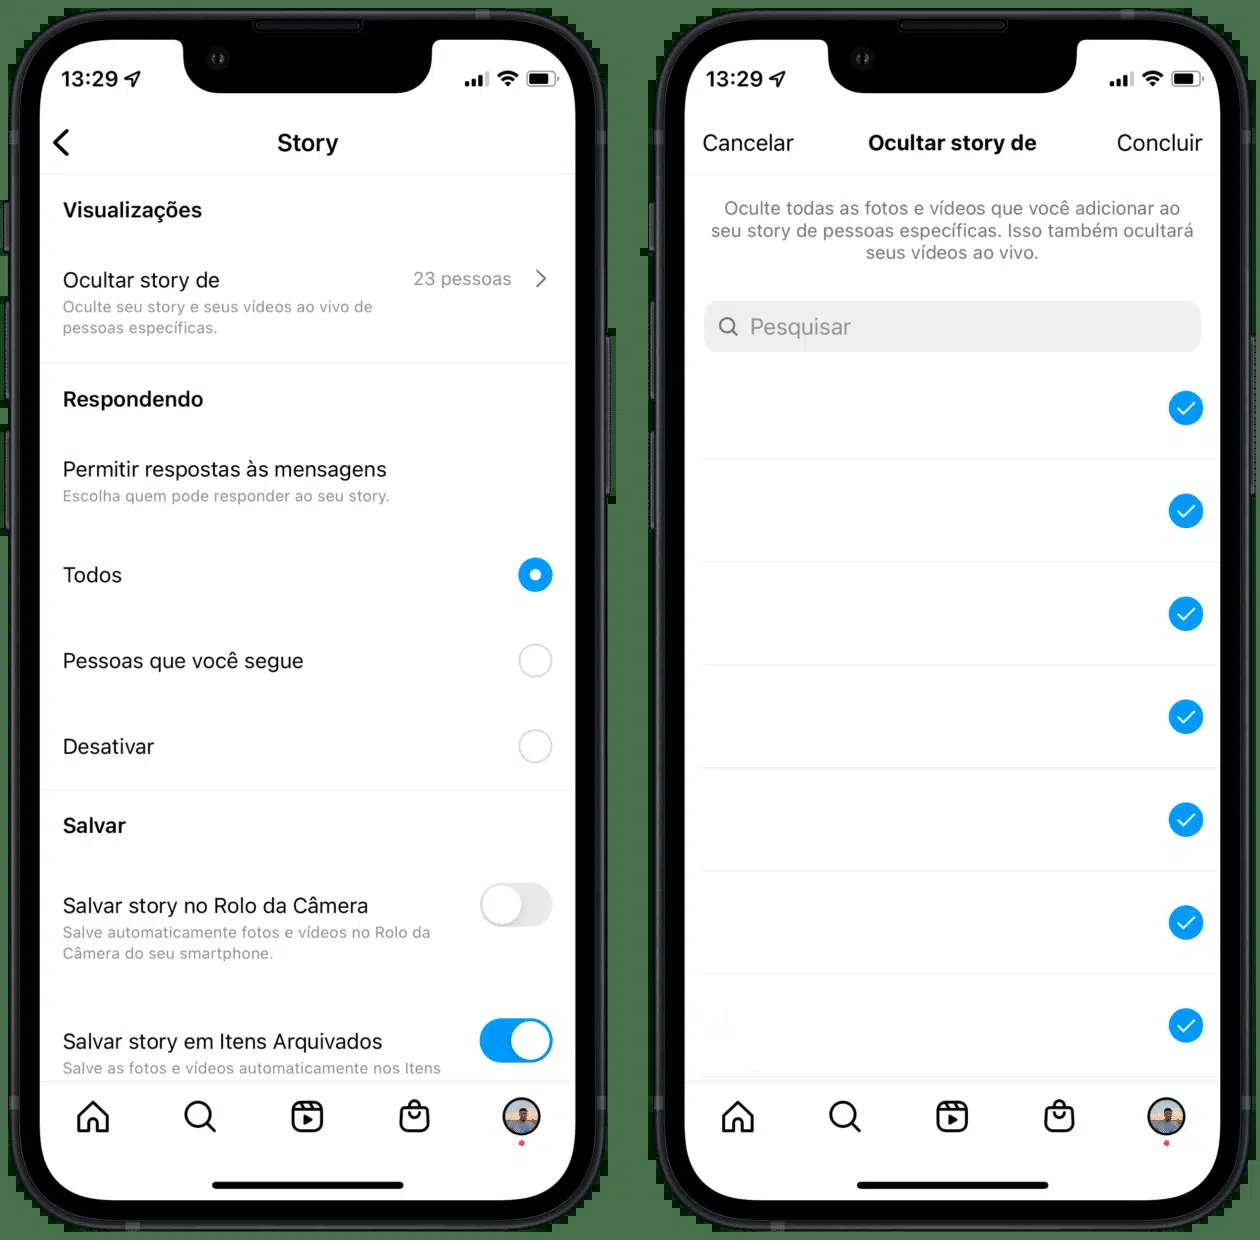 13:29
Story
Visualizações
Ocultar story de
23 pessoas
Oculte seu story e seus vídeos ao vivo de
pessoas específicas.
Respondendo
Permitir respostas às mensagens
Escolha quem pode responder ao seu story.
Todos
Pessoas que você segue
Desativar
Salvar
Salvar story no Rolo da Câmera
Salve automaticamente fotos e vídeos no Rolo da
Câmera do seu smartphone.
Salvar story em Itens Arquivados
Salve as fotos e vídeos automaticamente nos Itens
13:29
Cancelar
Ocultar story de
Concluir
Oculte todas as fotos e vídeos que você adicionar ao
seu story de pessoas específicas. Isso também ocultará
seus vídeos ao vivo.
Pesquisar